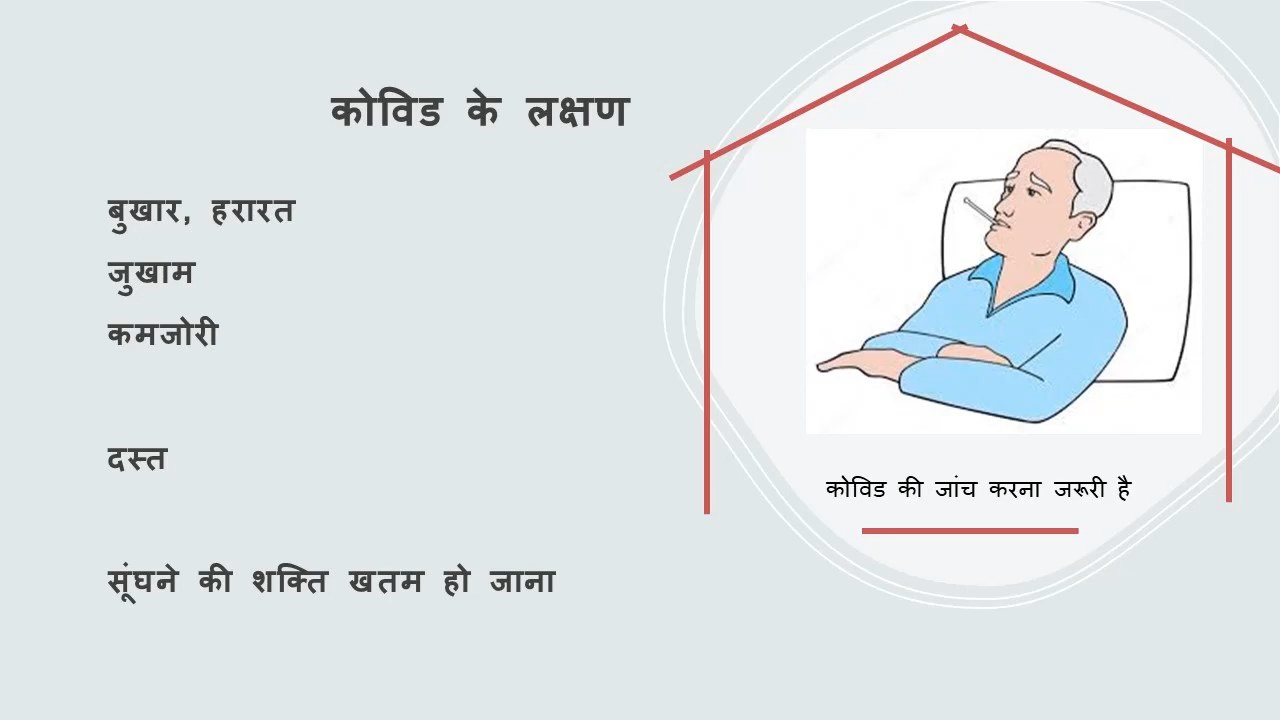 कोविड के लक्षण
बुखार, हरारत
जुखाम
कमजोरी
दस्त
सूंघने की शक्ति खतम हो जाना
कोविड की जांच करना जरूरी है